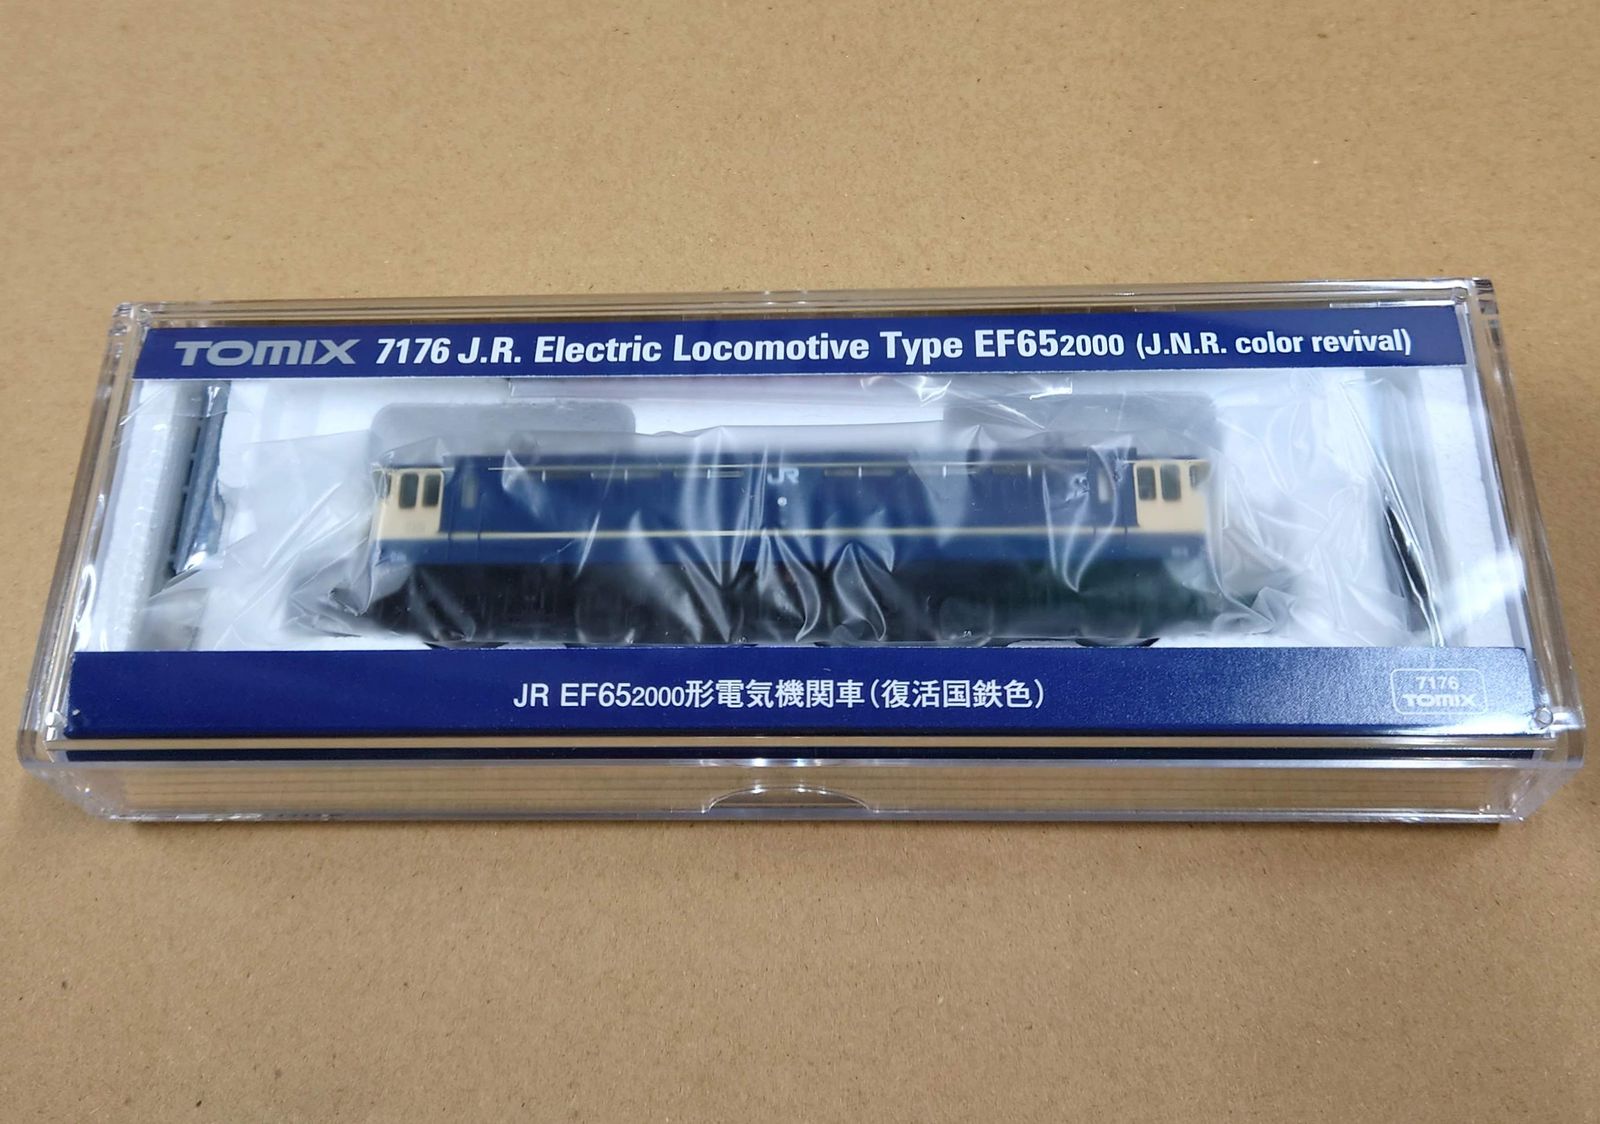 TOMIX 7176 J.R. Electric Locomotive Type EF652000 (J.N.R. color revival)
JR
JR EF652000形電気機関車(復活国鉄色)
7176
TOMIX